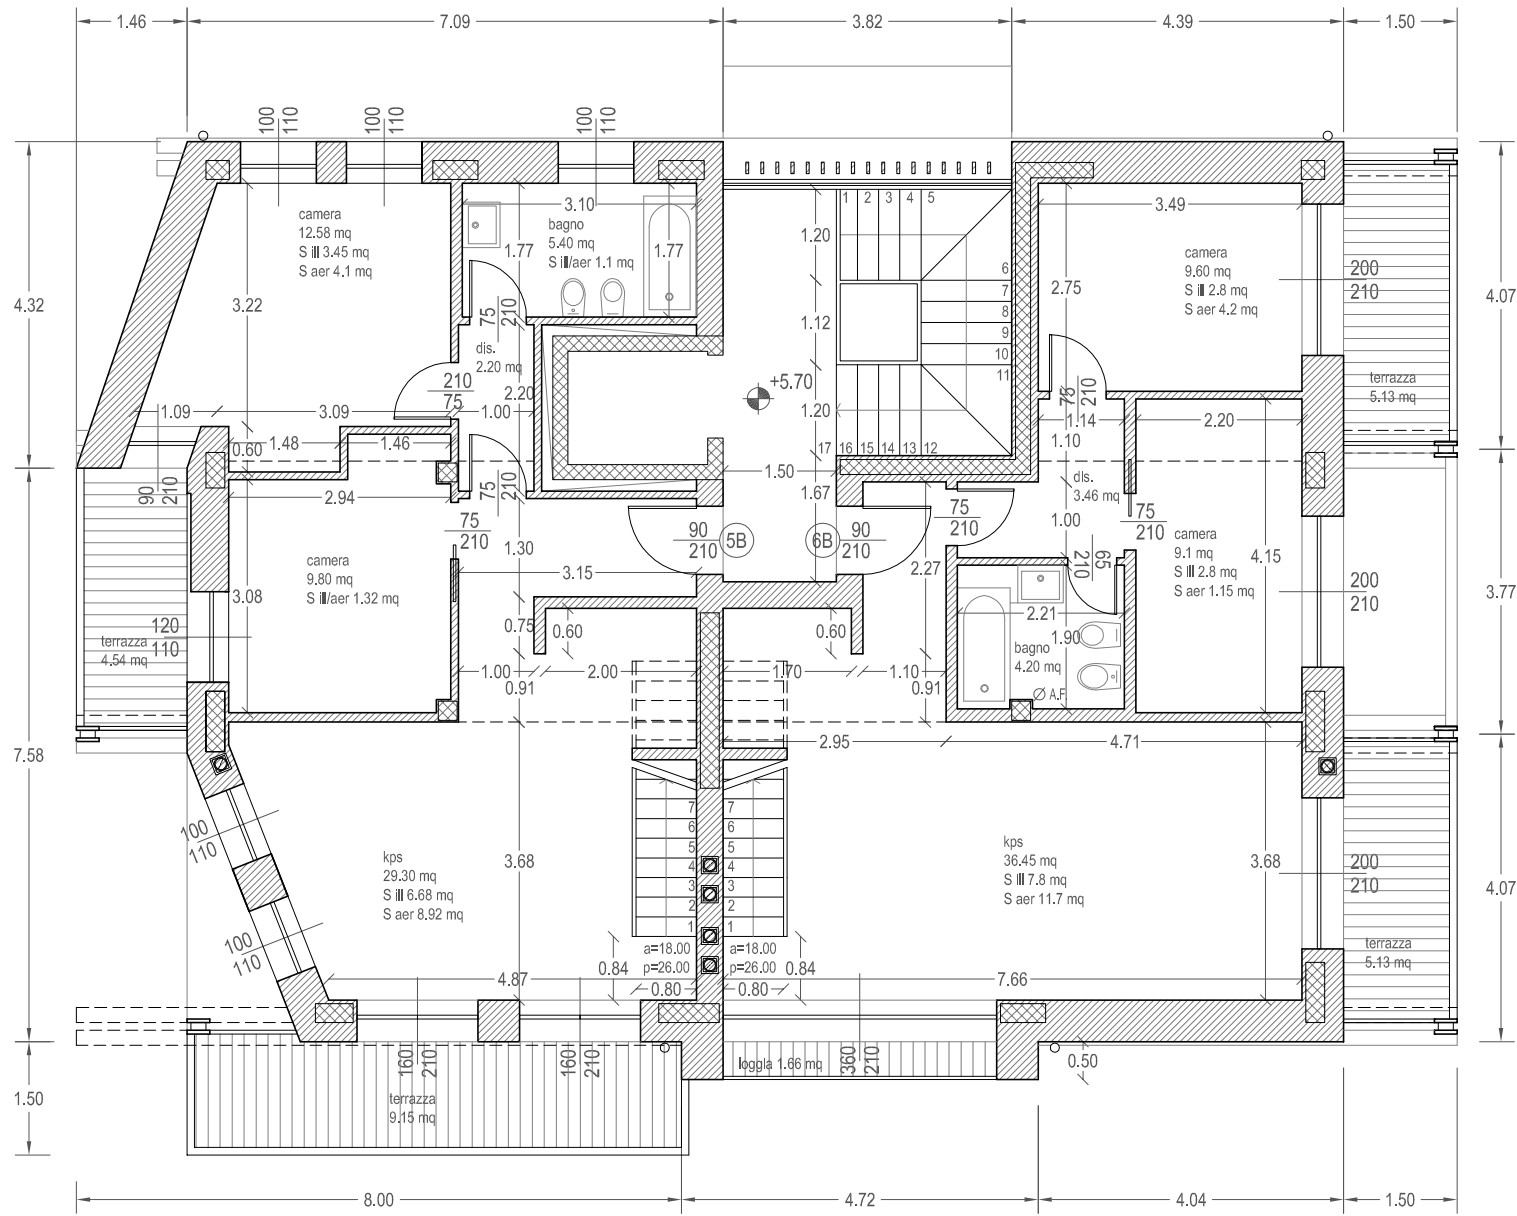 1.46
7.09
3.82
4.39
1.50
100
110
100
110
100
110
4.32
7.58
1.50
4.07
3.77
4.07
camera
12.58 mq
S ill 3.45 mq
S aer 4.1 mq
3.22
3.10
bagno
5.40 mq
S ill/aer 1.1 mq
1.77
1.77
75
210
dis.
2.20 mq
2.20
210
75
1.09
3.09
1.00
0.60
1.48
1.46
90
210
2.94
75
210
75
210
1.30
camera
9.80 mq
S ill/aer 1.32 mq
3.08
120
110
terrazza
4.54 mq
3.15
0.75
0.60
1.00
0.91
2.00
1 2 3 4 5
6
7
8
9
10
11
17 16 15 14 13 12
1.20
1.12
1.20
+5.70
1.50
1.67
90
210
5B
6B
90
210
3.49
camera
9.60 mq
S ill 2.8 mq
S aer 4.2 mq
2.75
200
210
terrazza
5.13 mq
75
210
1.14
2.20
1.10
dis.
3.46 mq
1.00
75
210
75
210
65
210
camera
9.1 mq
S ill 2.8 mq
S aer 1.15 mq
4.15
200
210
2.27
0.60
1.70
1.10
0.91
2.21
1.90
bagno
4.20 mq
Ø A.F.
2.95
4.71
100
110
100
110
kps
29.30 mq
S ill 6.68 mq
S aer 8.92 mq
3.68
7
6
5
4
3
2
1
7
6
5
4
3
2
1
a=18.00
p=26.00
a=18.00
p=26.00
0.84
0.80
0.80
0.84
4.87
7.66
kps
36.45 mq
S ill 7.8 mq
S aer 11.7 mq
3.68
200
210
terrazza
5.13 mq
160
210
160
210
360
210
loggia 1.66 mq
0.50
terrazza
9.15 mq
8.00
4.72
4.04
1.50